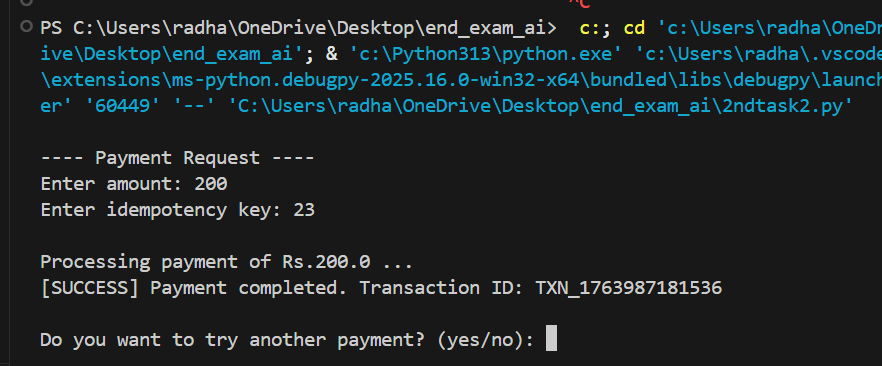 ^C
PS C:\Users\radha\OneDrive\Desktop\end_exam_ai>  c:; cd 'c:\Users\radha\OneDr
ive\Desktop\end_exam_ai'; & 'c:\Python313\python.exe' 'c:\Users\radha\.vscode
\extensions\ms-python.debugpy-2025.16.0-win32-x64\bundled\libs\debugpy\launch
er' '60449' '--' 'C:\Users\radha\OneDrive\Desktop\end_exam_ai\2ndtask2.py'
---- Payment Request ----
Enter amount: 200
Enter idempotency key: 23
Processing payment of Rs.200.0 ...
[SUCCESS] Payment completed. Transaction ID: TXN_1763987181536
Do you want to try another payment? (yes/no):